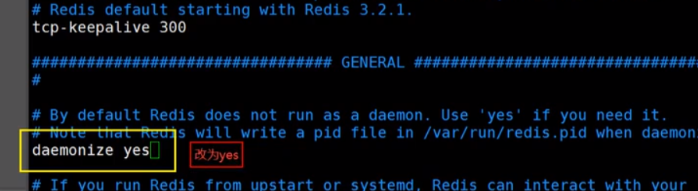 # Redis default starting with Redis 3.2.1.
tcp-keepalive 300
################################# GENERAL #################################
#
# By default Redis does not run as a daemon. Use 'yes' if you need it.
# Note that Redis will write a pid file in /var/run/redis.pid when daemon
daemonize yes
改为yes
# If you run Redis from upstart or systemd, Redis can interact with your